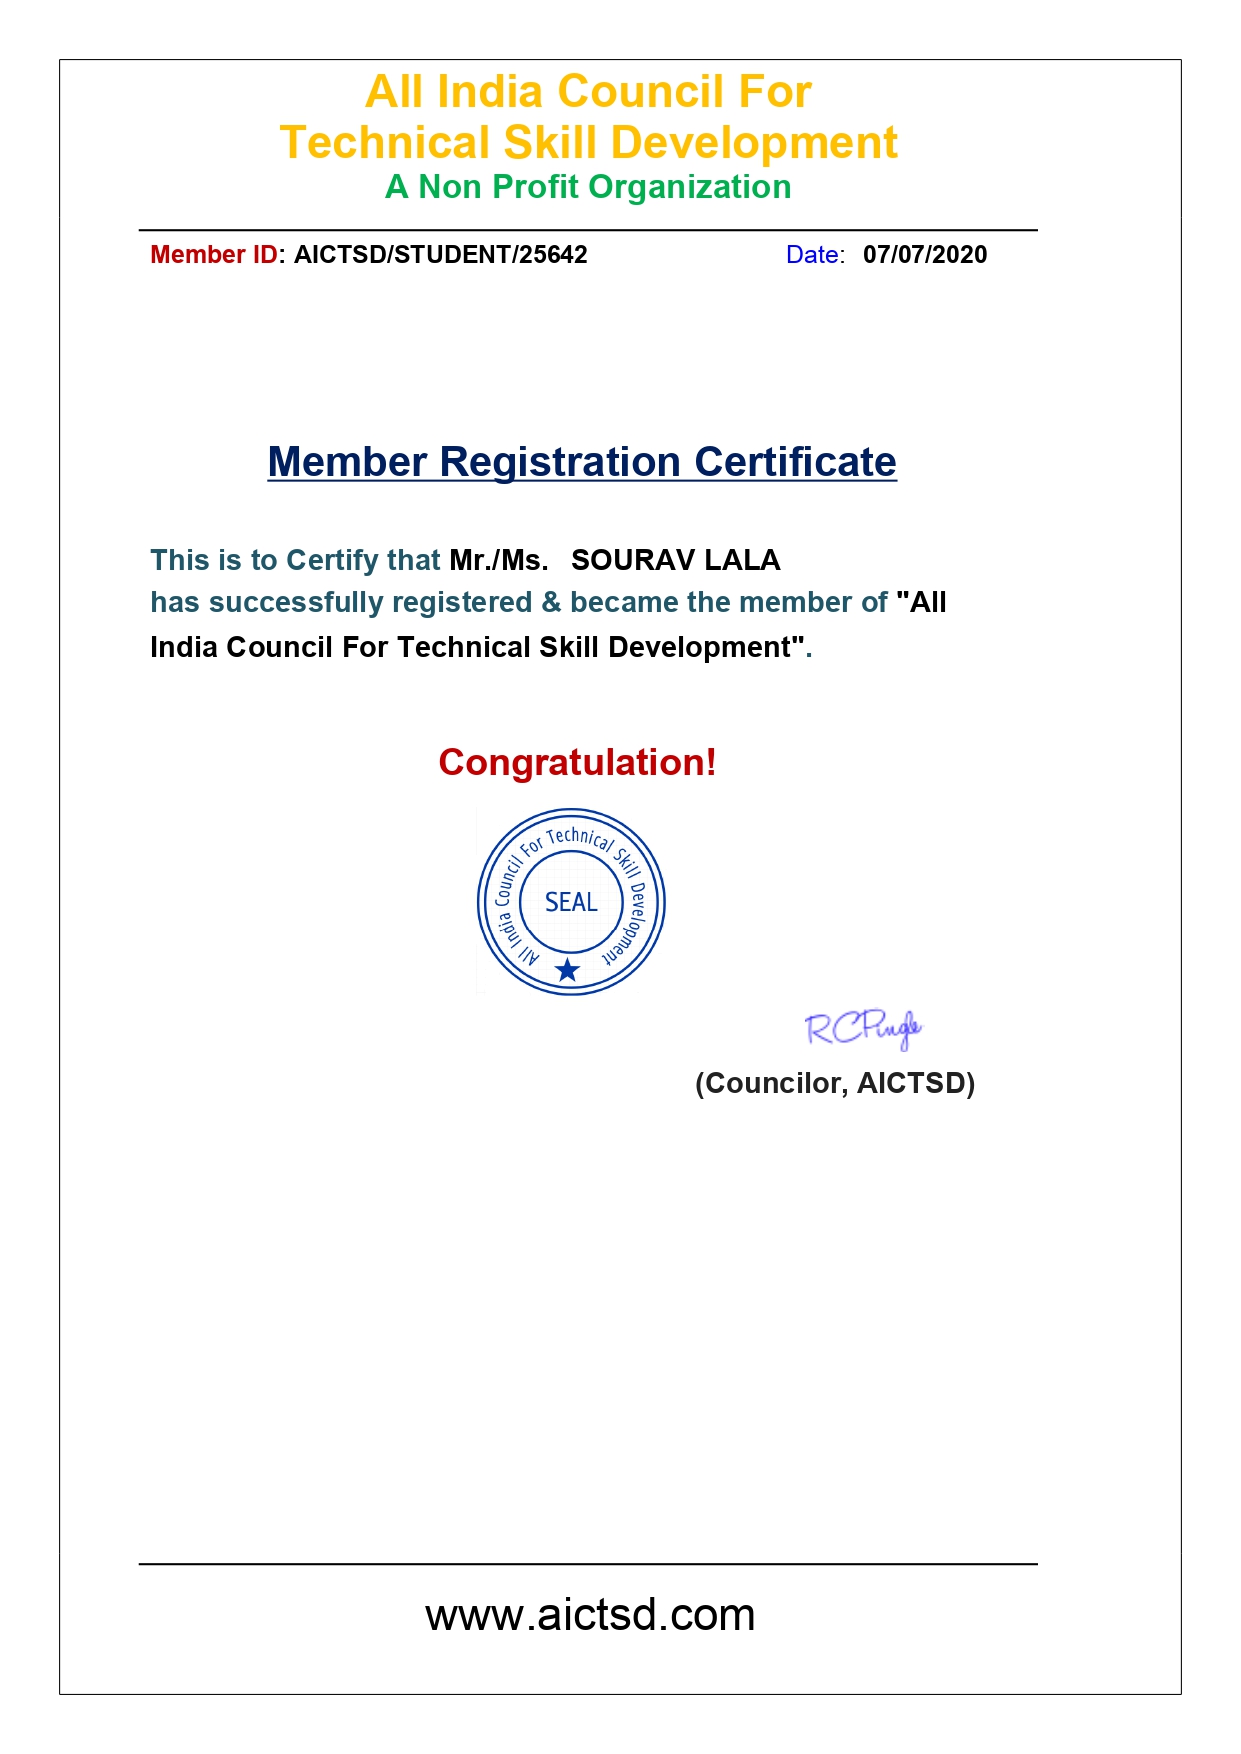 All India Council For
Technical Skill Development
A Non Profit Organization
Member ID: AICTSD/STUDENT/25642 Date: 07/07/2020
Member Registration Certificate
This is to Certify that Mr./Ms. SOURAV LALA
has successfully registered & became the member of "All
India Council For Technical Skill Development".
Congratulation!
All India Council For Technical Skill Development
SEAL
RCPingle
(Councilor, AICTSD)
www.aictsd.com